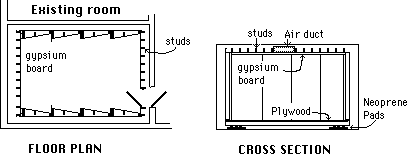 Existing room
studs
gypsium
board
FLOOR PLAN
studs
Air duct
gypsium
board
Plywood
Neoprene
Pads
CROSS SECTION